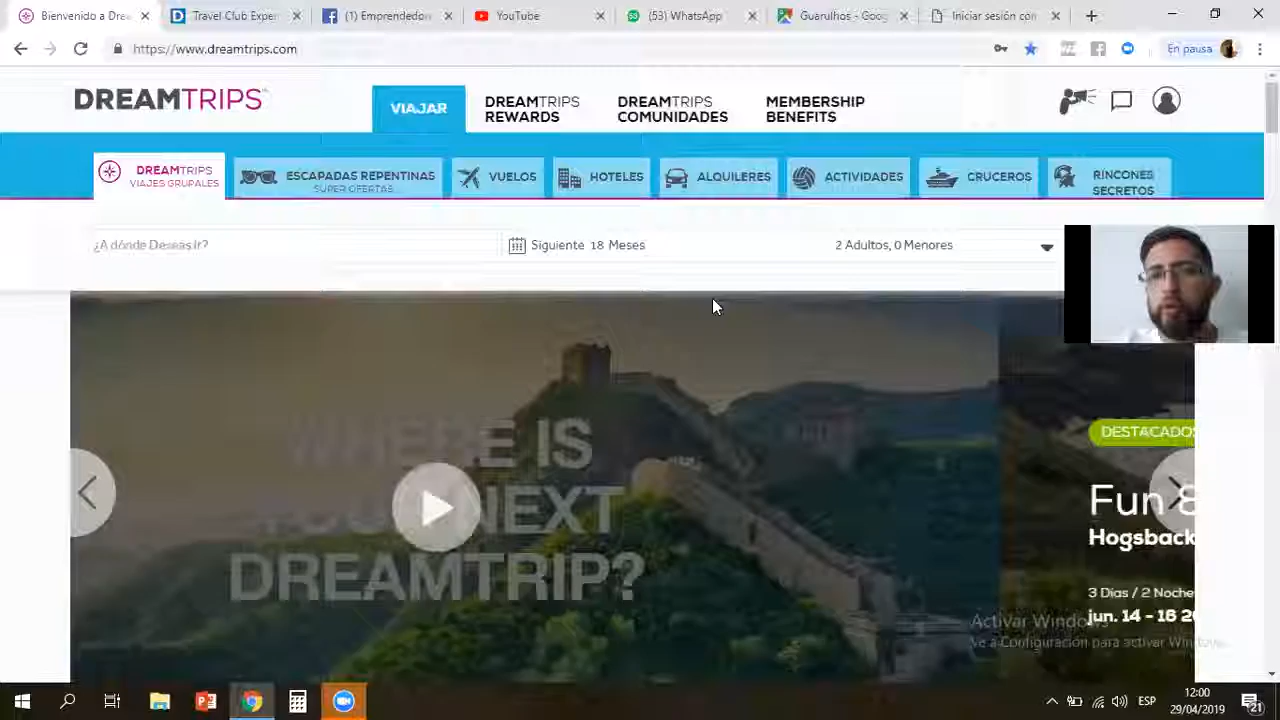 Bienvenido a Drea
Travel Club Exper
(1) Emprendedor
YouTube
(53) WhatsApp
Guarulhos - Goog
Iniciar sesión con
https://www.dreamtrips.com
En pausa
DREAMTRIPS
VIAJAR
DREAMTRIPS
REWARDS
DREAMTRIPS
COMUNIDADES
MEMBERSHIP
BENEFITS
DREAMTRIPS
VIAJES GRUPALES
ESCAPADAS REPENTINAS
SUPER OFERTAS
VUELOS
HOTELES
ALQUILERES
ACTIVIDADES
CRUCEROS
RINCONES
SECRETOS
¿A dónde Deseas ir?
Siguiente 18 Meses
2 Adultos, 0 Menores
WHERE IS
NEXT
DREAMTRIP?
DESTACADOS
Fun &
Hogsback
3 Días / 2 Noche
jun. 14 - 16 2
Activar Windows
Ve a Configuración para activar Windows.
ESP
12:00
29/04/2019
21